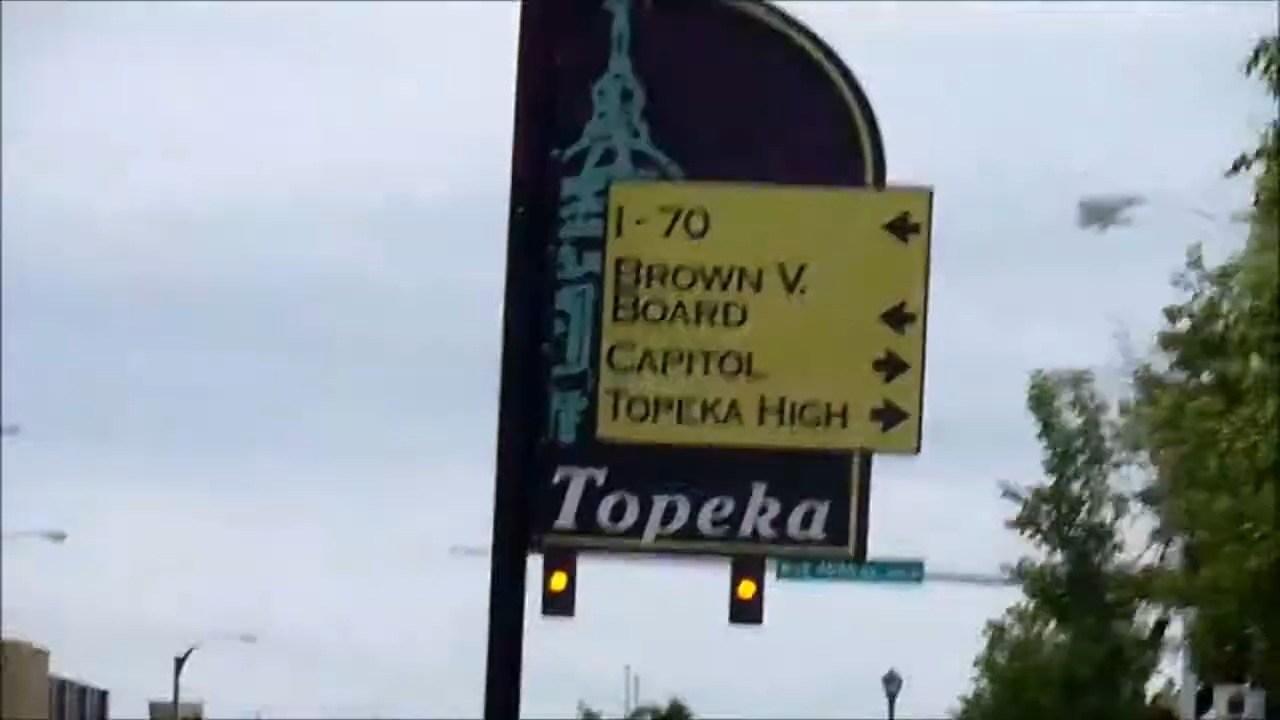 I - 70
BROWN V.
BOARD
CAPITOL
TOPEKA HIGH
Topeka